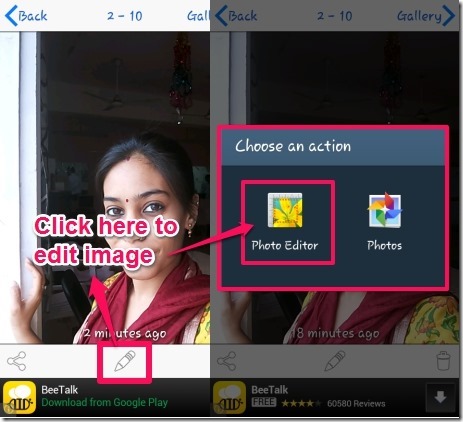 Back
2 - 10
Gallery
Click here to
edit image
2 minutes ago
BeeTalk
Download from Google Play
Back
2 - 10
Gallery
Choose an action
Photo Editor
Photos
18 minutes ago
BeeTalk
FREE
60580 Reviews